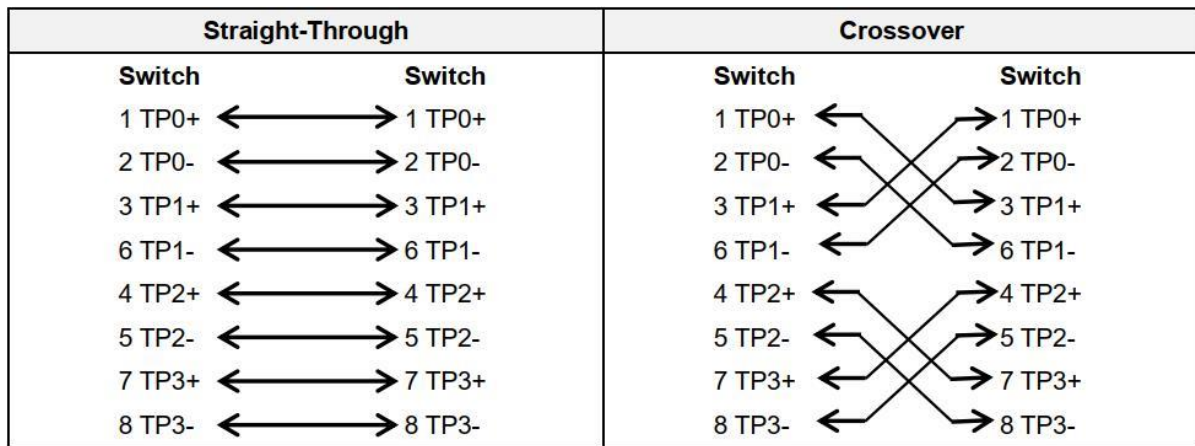 Straight-Through Crossover
Switch Switch Switch Switch
1 TP0+ 1 TP0+ 1 TP0+ 1 TP0+
2 TP0- 2 TP0- 2 TP0- 2 TP0-
3 TP1+ 3 TP1+ 3 TP1+ 3 TP1+
6 TP1- 6 TP1- 6 TP1- 6 TP1-
4 TP2+ 4 TP2+ 4 TP2+ 4 TP2+
5 TP2- 5 TP2- 5 TP2- 5 TP2-
7 TP3+ 7 TP3+ 7 TP3+ 7 TP3+
8 TP3- 8 TP3- 8 TP3- 8 TP3-